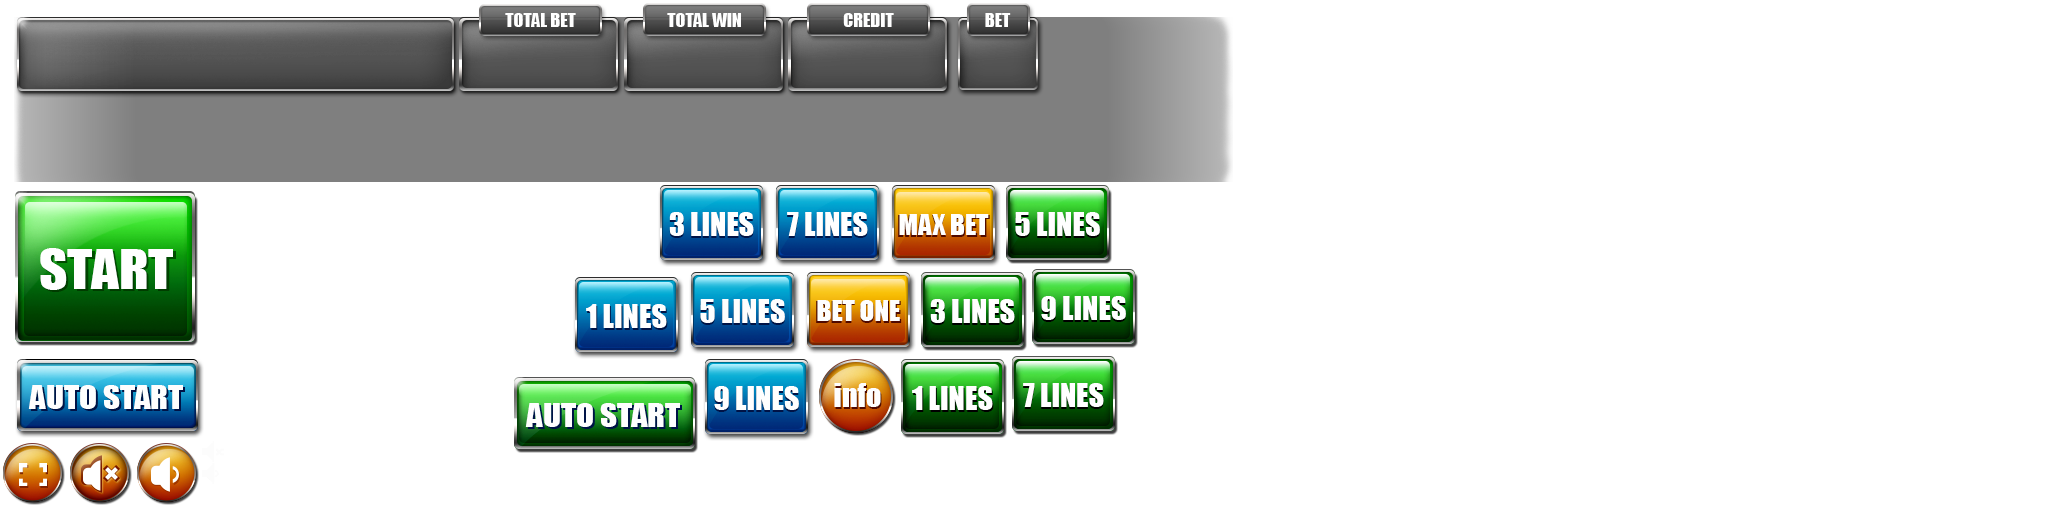 TOTAL BET
TOTAL WIN
CREDIT
BET
START
3 LINES
7 LINES
MAX BET
5 LINES
1 LINES
5 LINES
BET ONE
3 LINES
9 LINES
AUTO START
AUTO START
9 LINES
info
1 LINES
7 LINES